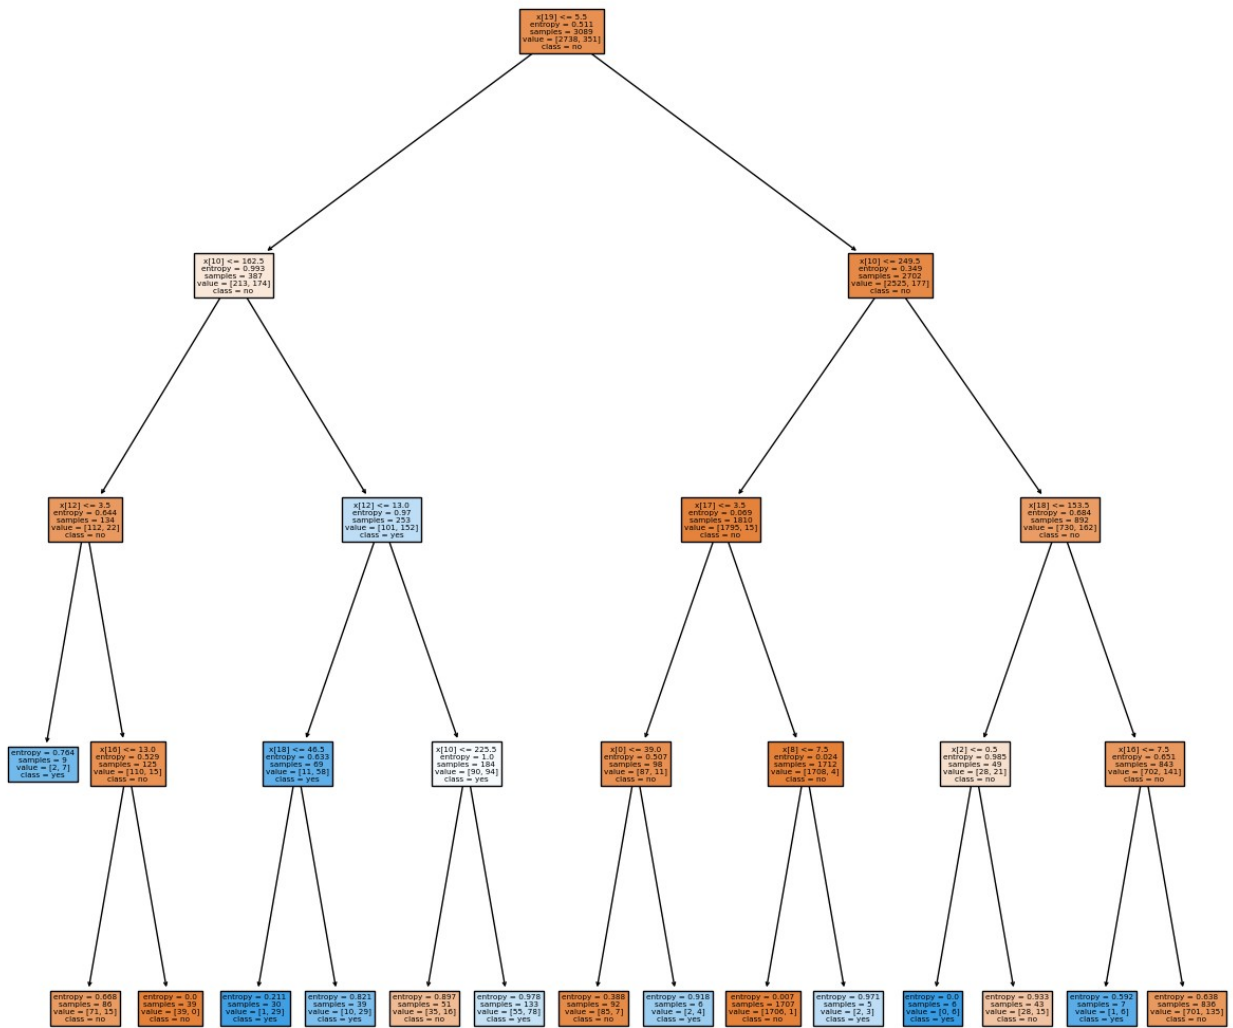 x[19] <= 5.5
entropy = 0.511
samples = 3089
value = [2738, 351]
class = no
x[10] <= 162.5
entropy = 0.993
samples = 387
value = [213, 174]
class = no
x[10] <= 249.5
entropy = 0.349
samples = 2702
value = [2525, 177]
class = no
x[12] <= 3.5
entropy = 0.644
samples = 134
value = [112, 22]
class = no
x[12] <= 13.0
entropy = 0.97
samples = 253
value = [101, 152]
class = yes
x[17] <= 3.5
entropy = 0.069
samples = 1810
value = [1795, 15]
class = no
x[18] <= 153.5
entropy = 0.684
samples = 892
value = [730, 162]
class = no
entropy = 0.764
samples = 9
value = [2, 7]
class = yes
x[16] <= 13.0
entropy = 0.529
samples = 125
value = [110, 15]
class = no
x[18] <= 46.5
entropy = 0.633
samples = 69
value = [11, 58]
class = yes
x[10] <= 225.5
entropy = 1.0
samples = 184
value = [90, 94]
class = yes
x[0] <= 39.0
entropy = 0.507
samples = 98
value = [87, 11]
class = no
x[8] <= 7.5
entropy = 0.024
samples = 1712
value = [1708, 4]
class = no
x[2] <= 0.5
entropy = 0.985
samples = 49
value = [28, 21]
class = no
x[16] <= 7.5
entropy = 0.651
samples = 843
value = [702, 141]
class = no
entropy = 0.668
samples = 86
value = [71, 15]
class = no
entropy = 0.0
samples = 39
value = [39, 0]
class = no
entropy = 0.211
samples = 30
value = [1, 29]
class = yes
entropy = 0.821
samples = 39
value = [10, 29]
class = yes
entropy = 0.897
samples = 51
value = [35, 16]
class = no
entropy = 0.978
samples = 133
value = [55, 78]
class = yes
entropy = 0.388
samples = 92
value = [85, 7]
class = no
entropy = 0.918
samples = 6
value = [2, 4]
class = yes
entropy = 0.007
samples = 1707
value = [1706, 1]
class = no
entropy = 0.971
samples = 5
value = [2, 3]
class = yes
entropy = 0.0
samples = 6
value = [0, 6]
class = yes
entropy = 0.933
samples = 43
value = [28, 15]
class = no
entropy = 0.592
samples = 7
value = [1, 6]
class = yes
entropy = 0.638
samples = 836
value = [701, 135]
class = no